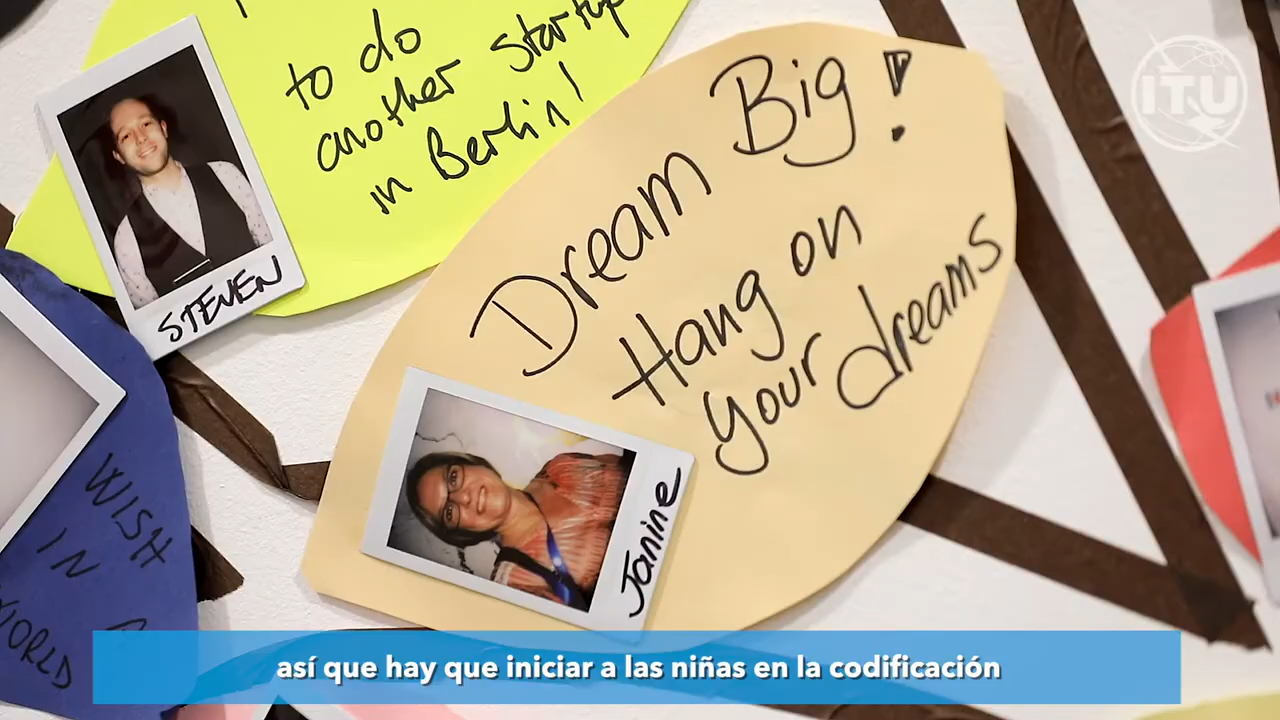 to do
another startup
in Berlin!
STEVEN
Dream Big!
Hang on
your dreams
Janine
WISH
IN A
WORLD
ITU
así que hay que iniciar a las niñas en la codificación